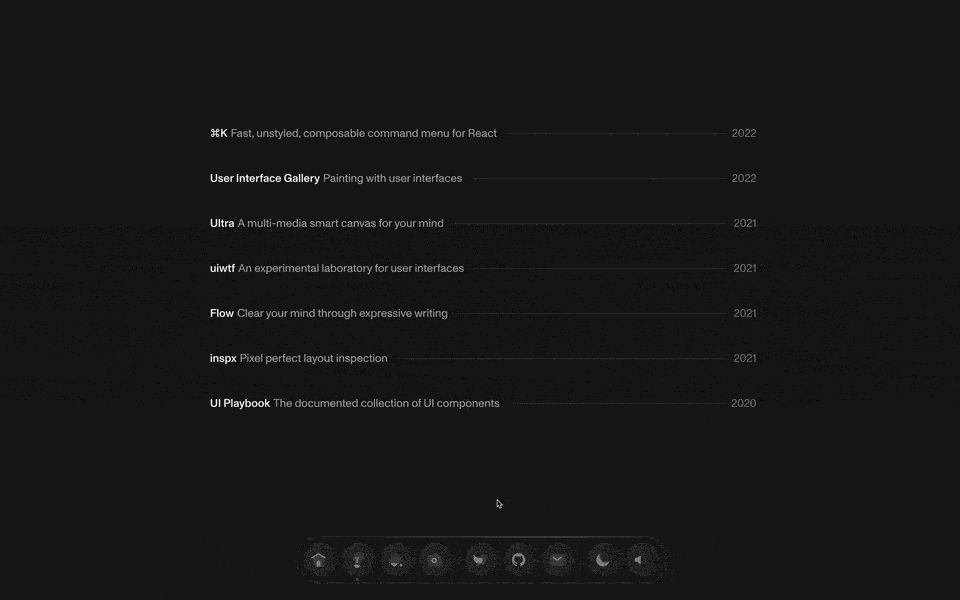 ⌘K Fast, unstyled, composable command menu for React 2022
User Interface Gallery Painting with user interfaces 2022
Ultra A multi-media smart canvas for your mind 2021
uiwtf An experimental laboratory for user interfaces 2021
Flow Clear your mind through expressive writing 2021
inspx Pixel perfect layout inspection 2021
UI Playbook The documented collection of UI components 2020